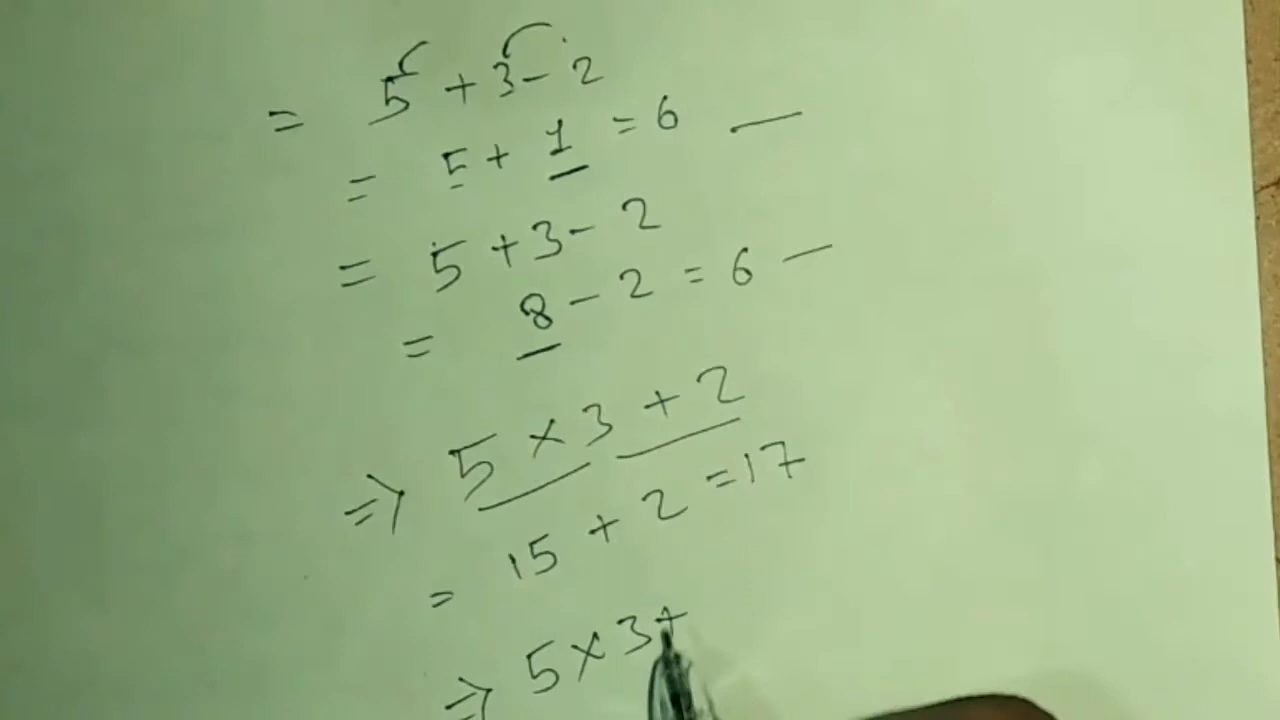 = 5 + 3 - 2
= 5 + 1 = 6 —
= 5 + 3 - 2
= 8 - 2 = 6 —
=> 5 × 3 + 2
= 15 + 2 = 17
=> 5 × 3 +